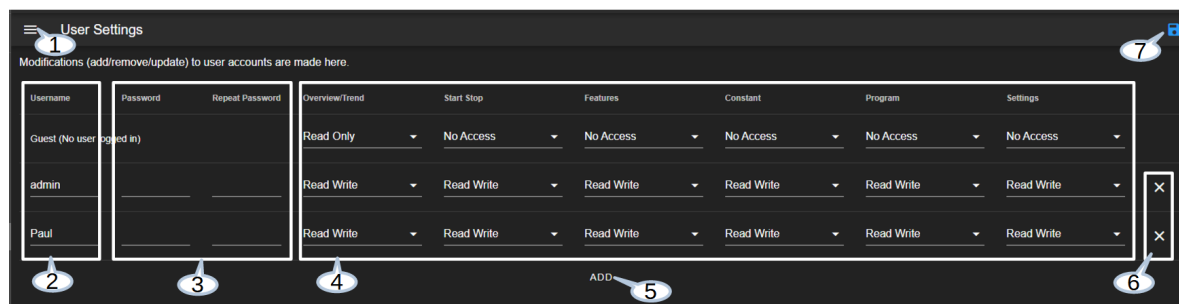 User Settings
1
7
Modifications (add/remove/update) to user accounts are made here.
Username Password Repeat Password Overview/Trend Start Stop Features Constant Program Settings
Guest (No user logged in) Read Only No Access No Access No Access No Access No Access
admin Read Write Read Write Read Write Read Write Read Write Read Write
Paul Read Write Read Write Read Write Read Write Read Write Read Write
2 3 4 ADD 5 6